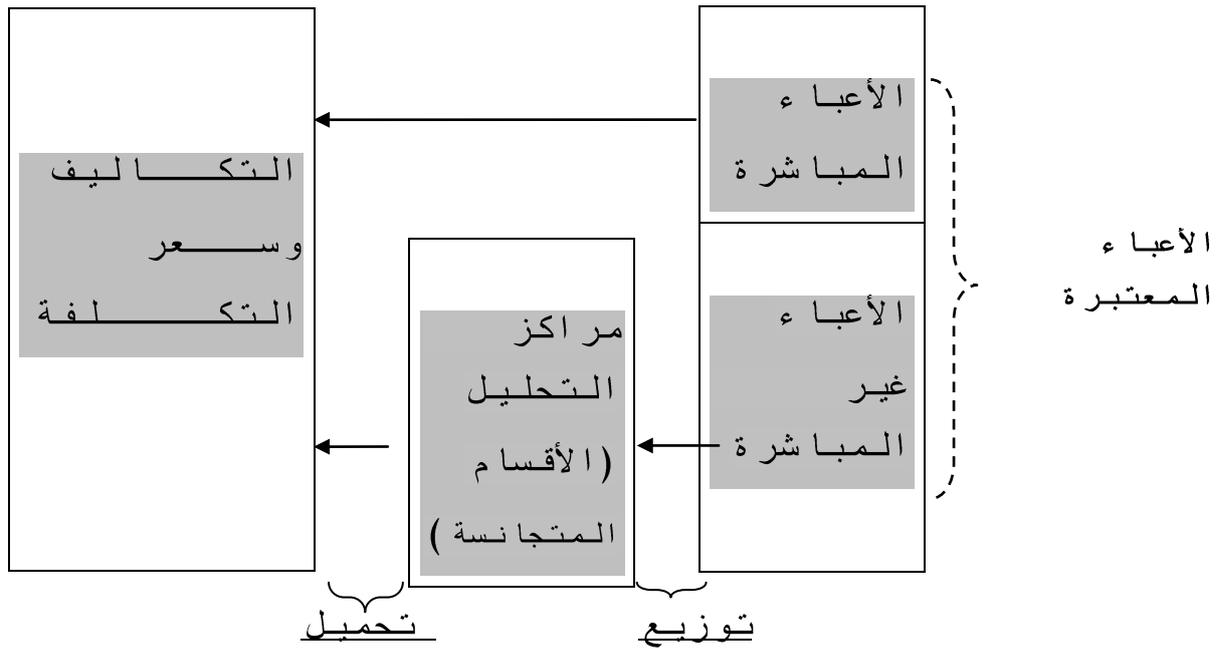 الأعباء
المعتبرة
الأعباء
المباشرة
الأعباء
غير
المباشرة
مراكز
التحليل
(الأقسام
المتجانسة)
التكاليف
وسعر
التكلفة
توزيع
تحميل